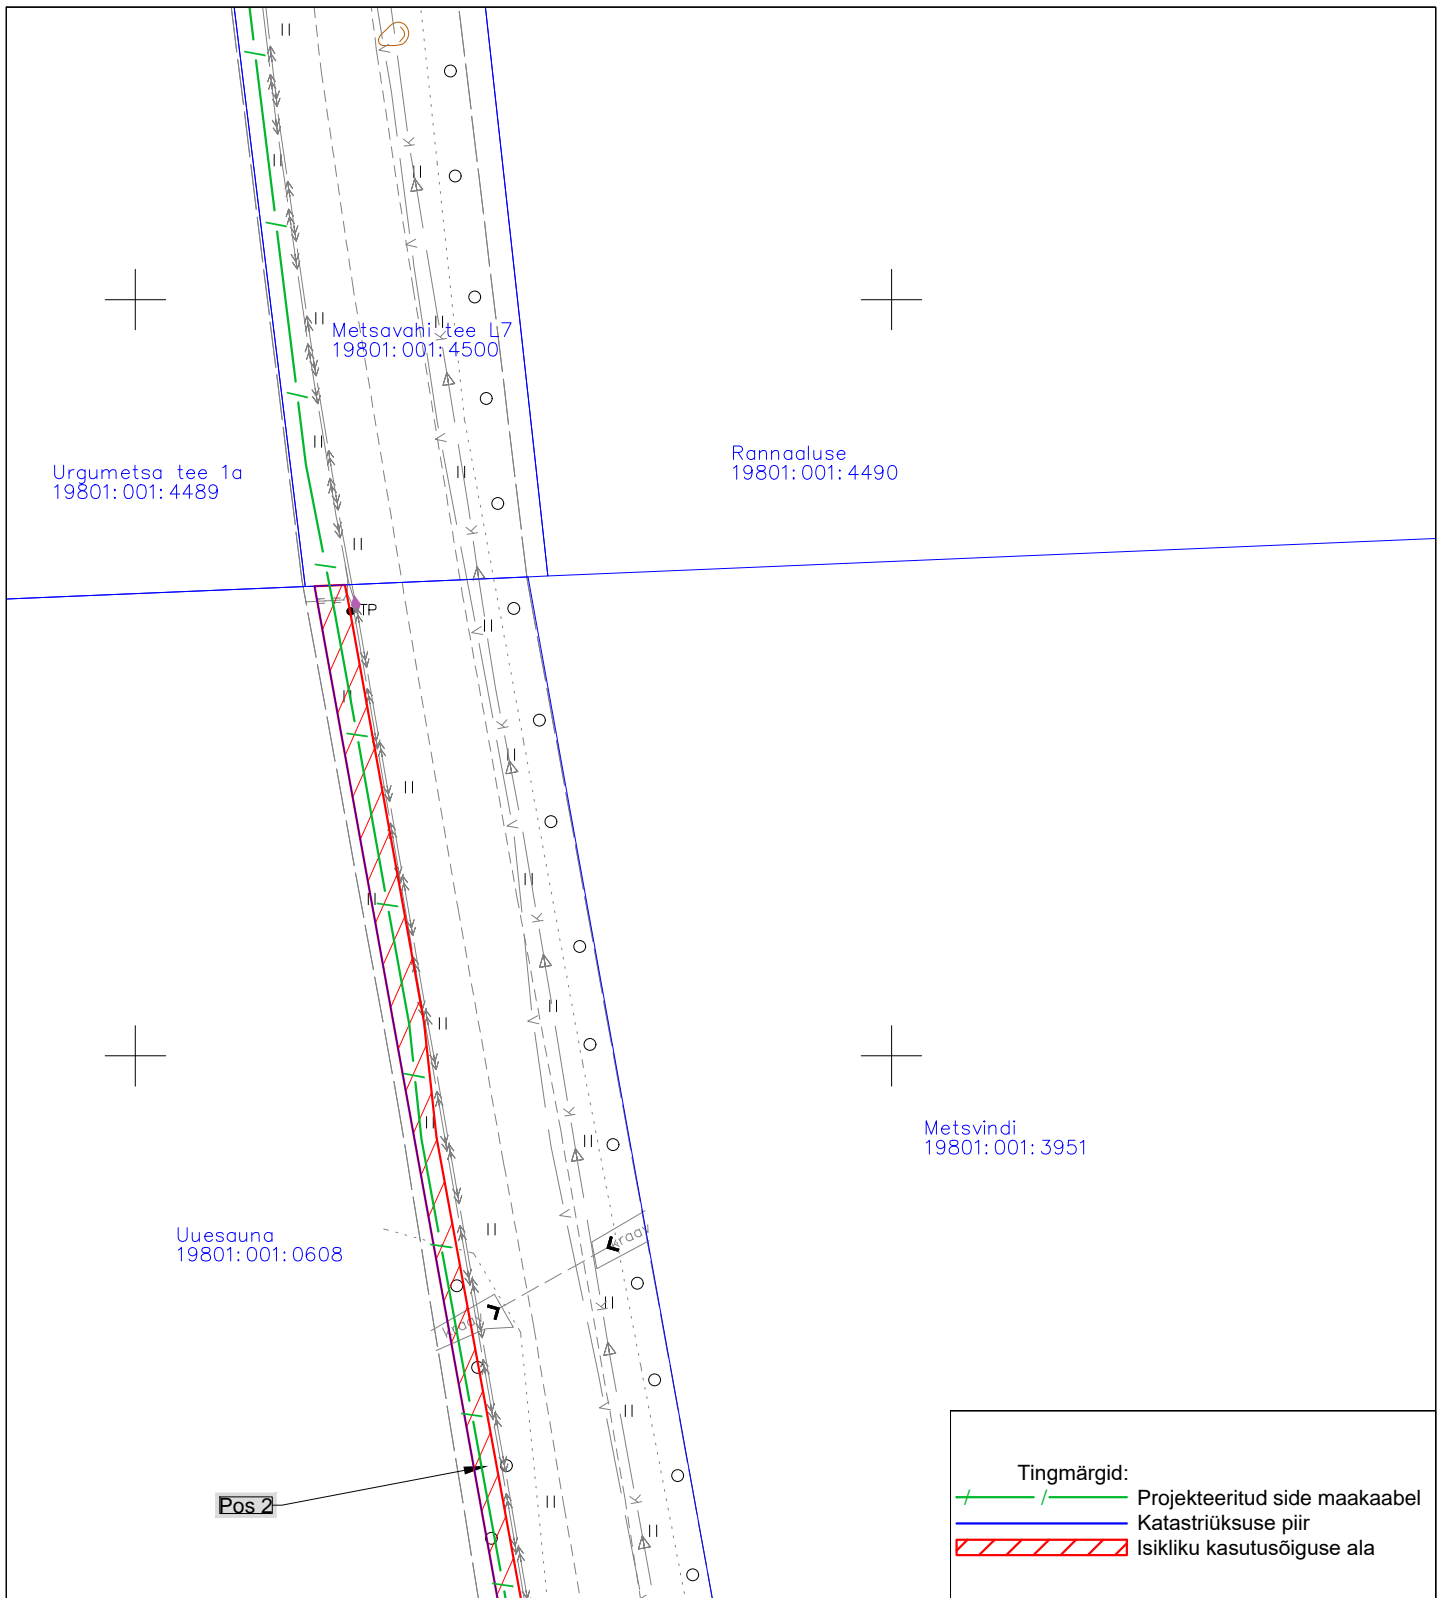 Metsavahi tee L7
19801:001:4500
Rannaaluse
19801:001:4490
Urgumetsa tee 1a
19801:001:4489
TP
Metsvindi
19801:001:3951
Uuesauna
19801:001:0608
kraav
Pos 2
Tingmärgid:
Projekteeritud side maakaabel
Katastriüksuse piir
Isikliku kasutusõiguse ala